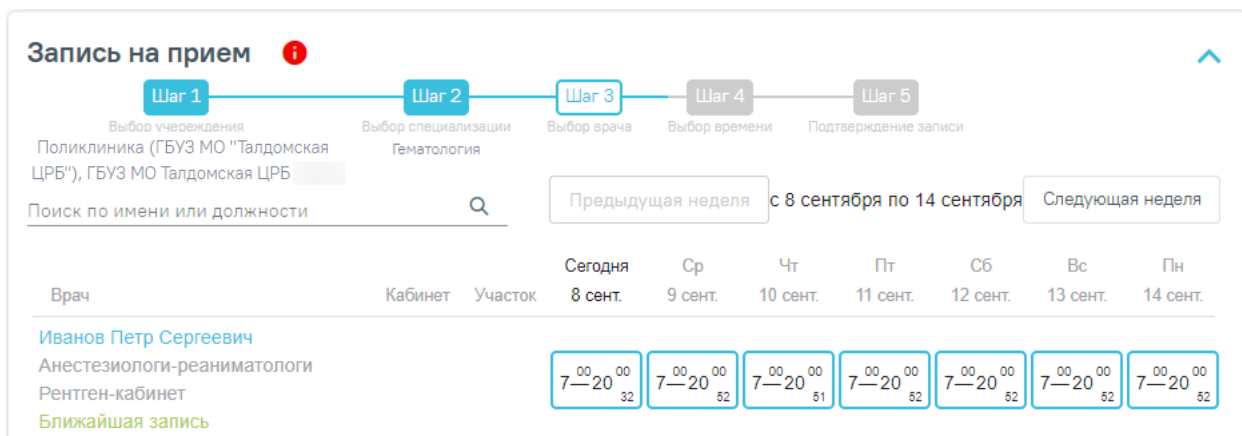 Запись на прием
Шаг 1 Шаг 2 Шаг 3 Шаг 4 Шаг 5
Выбор учереждения Выбор специализации Выбор врача Выбор времени Подтверждение записи
Поликлиника (ГБУЗ МО "Талдомская Гематология
ЦРБ"), ГБУЗ МО Талдомская ЦРБ
Поиск по имени или должности Предыдущая неделя с 8 сентября по 14 сентября Следующая неделя
Сегодня Ср Чт Пт Сб Вс Пн
Врач Кабинет Участок 8 сент. 9 сент. 10 сент. 11 сент. 12 сент. 13 сент. 14 сент.
Иванов Петр Сергеевич
Анестезиологи-реаниматологи
7 00 — 20 00 32 7 00 — 20 00 52 7 00 — 20 00 51 7 00 — 20 00 52 7 00 — 20 00 52 7 00 — 20 00 52 7 00 — 20 00 52
Рентген-кабинет
Ближайшая запись